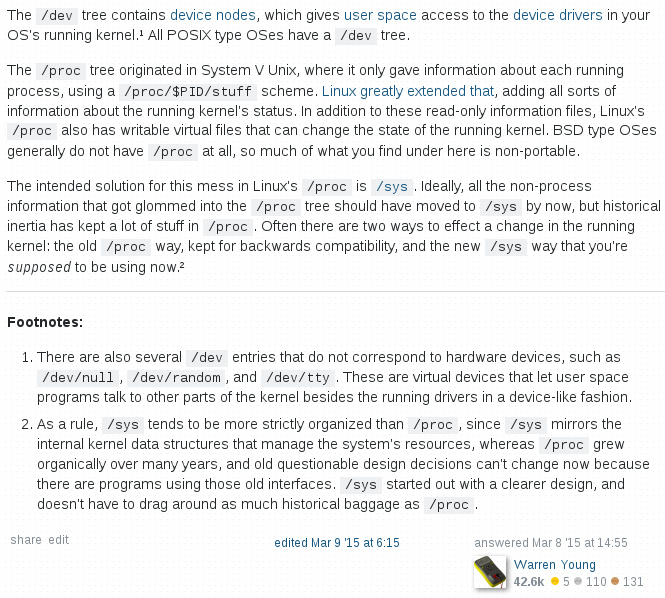 The /dev tree contains device nodes, which gives user space access to the device drivers in your
OS's running kernel.¹ All POSIX type OSes have a /dev tree.
The /proc tree originated in System V Unix, where it only gave information about each running
process, using a /proc/$PID/stuff scheme. Linux greatly extended that, adding all sorts of
information about the running kernel's status. In addition to these read-only information files, Linux's
/proc also has writable virtual files that can change the state of the running kernel. BSD type OSes
generally do not have /proc at all, so much of what you find under here is non-portable.
The intended solution for this mess in Linux's /proc is /sys. Ideally, all the non-process
information that got glommed into the /proc tree should have moved to /sys by now, but historical
inertia has kept a lot of stuff in /proc. Often there are two ways to effect a change in the running
kernel: the old /proc way, kept for backwards compatibility, and the new /sys way that you're
supposed to be using now.²
Footnotes:
1. There are also several /dev entries that do not correspond to hardware devices, such as
/dev/null, /dev/random, and /dev/tty. These are virtual devices that let user space
programs talk to other parts of the kernel besides the running drivers in a device-like fashion.
2. As a rule, /sys tends to be more strictly organized than /proc, since /sys mirrors the
internal kernel data structures that manage the system's resources, whereas /proc grew
organically over many years, and old questionable design decisions can't change now because
there are programs using those old interfaces. /sys started out with a clearer design, and
doesn't have to drag around as much historical baggage as /proc.
share edit
edited Mar 9 '15 at 6:15
answered Mar 8 '15 at 14:55
Warren Young
42.6k ● 5 ● 110 ● 131